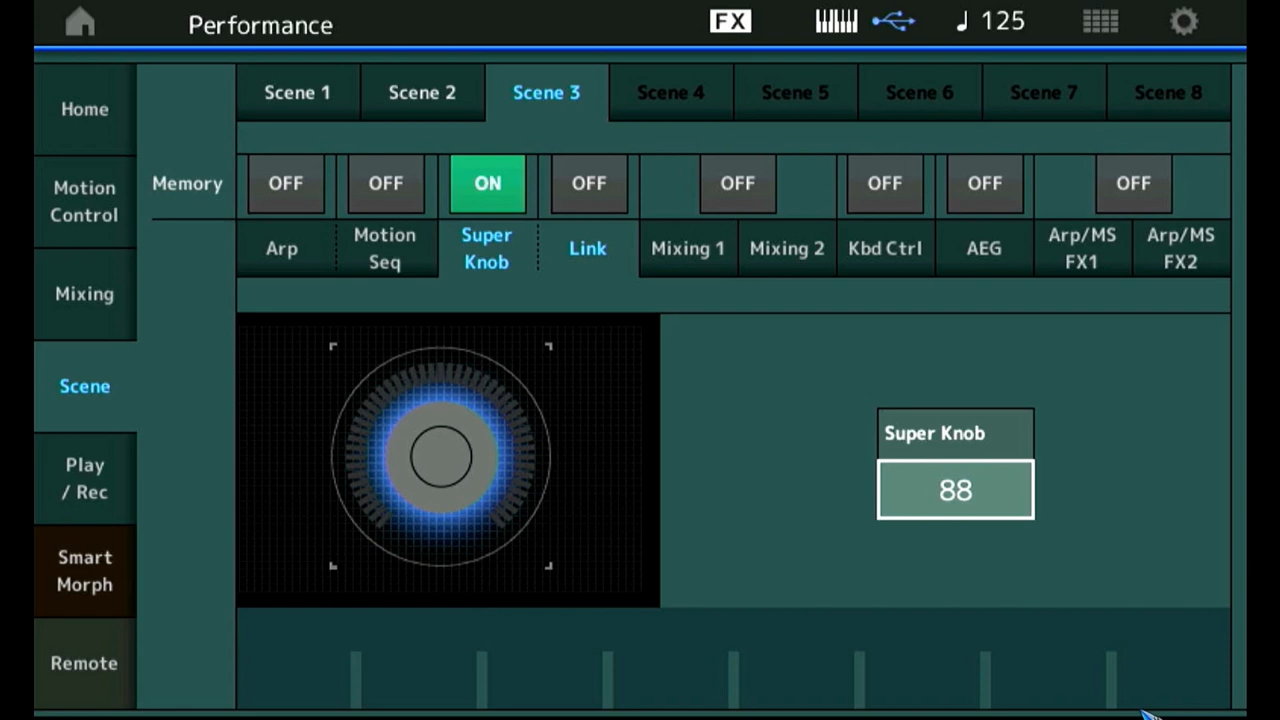 Performance
FX
125
Home
Motion
Control
Mixing
Scene
Play
/ Rec
Smart
Morph
Remote
Scene 1
Scene 2
Scene 3
Scene 4
Scene 5
Scene 6
Scene 7
Scene 8
Memory
OFF
OFF
ON
OFF
OFF
OFF
OFF
OFF
Arp
Motion
Seq
Super
Knob
Link
Mixing 1
Mixing 2
Kbd Ctrl
AEG
Arp/MS
FX1
Arp/MS
FX2
Super Knob
88